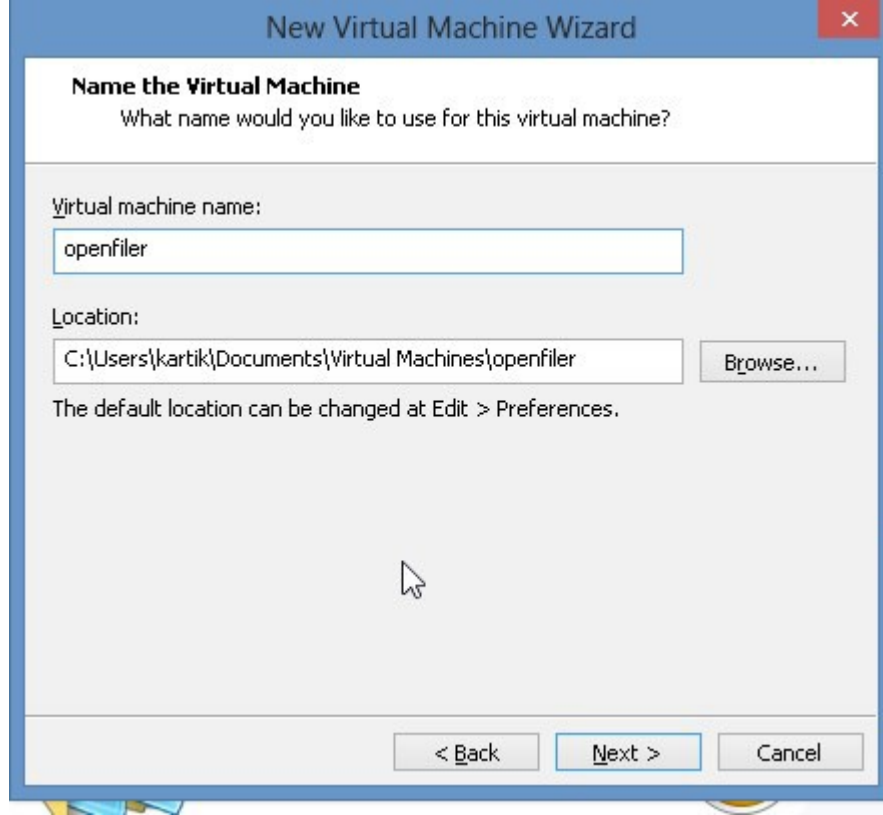 New Virtual Machine Wizard
Name the Virtual Machine
What name would you like to use for this virtual machine?
Virtual machine name:
openfiler
Location:
C:\Users\kartik\Documents\Virtual Machines\openfiler
Browse...
The default location can be changed at Edit > Preferences.
< Back Next > Cancel